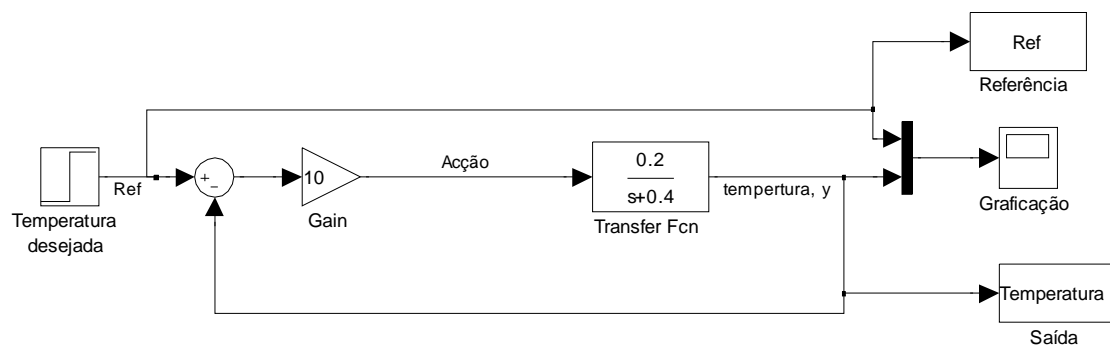 Ref
Referência
Temperatura
desejada
Ref
+
−
10
Gain
Acção
0.2
s+0.4
Transfer Fcn
tempertura, y
Graficação
Temperatura
Saída